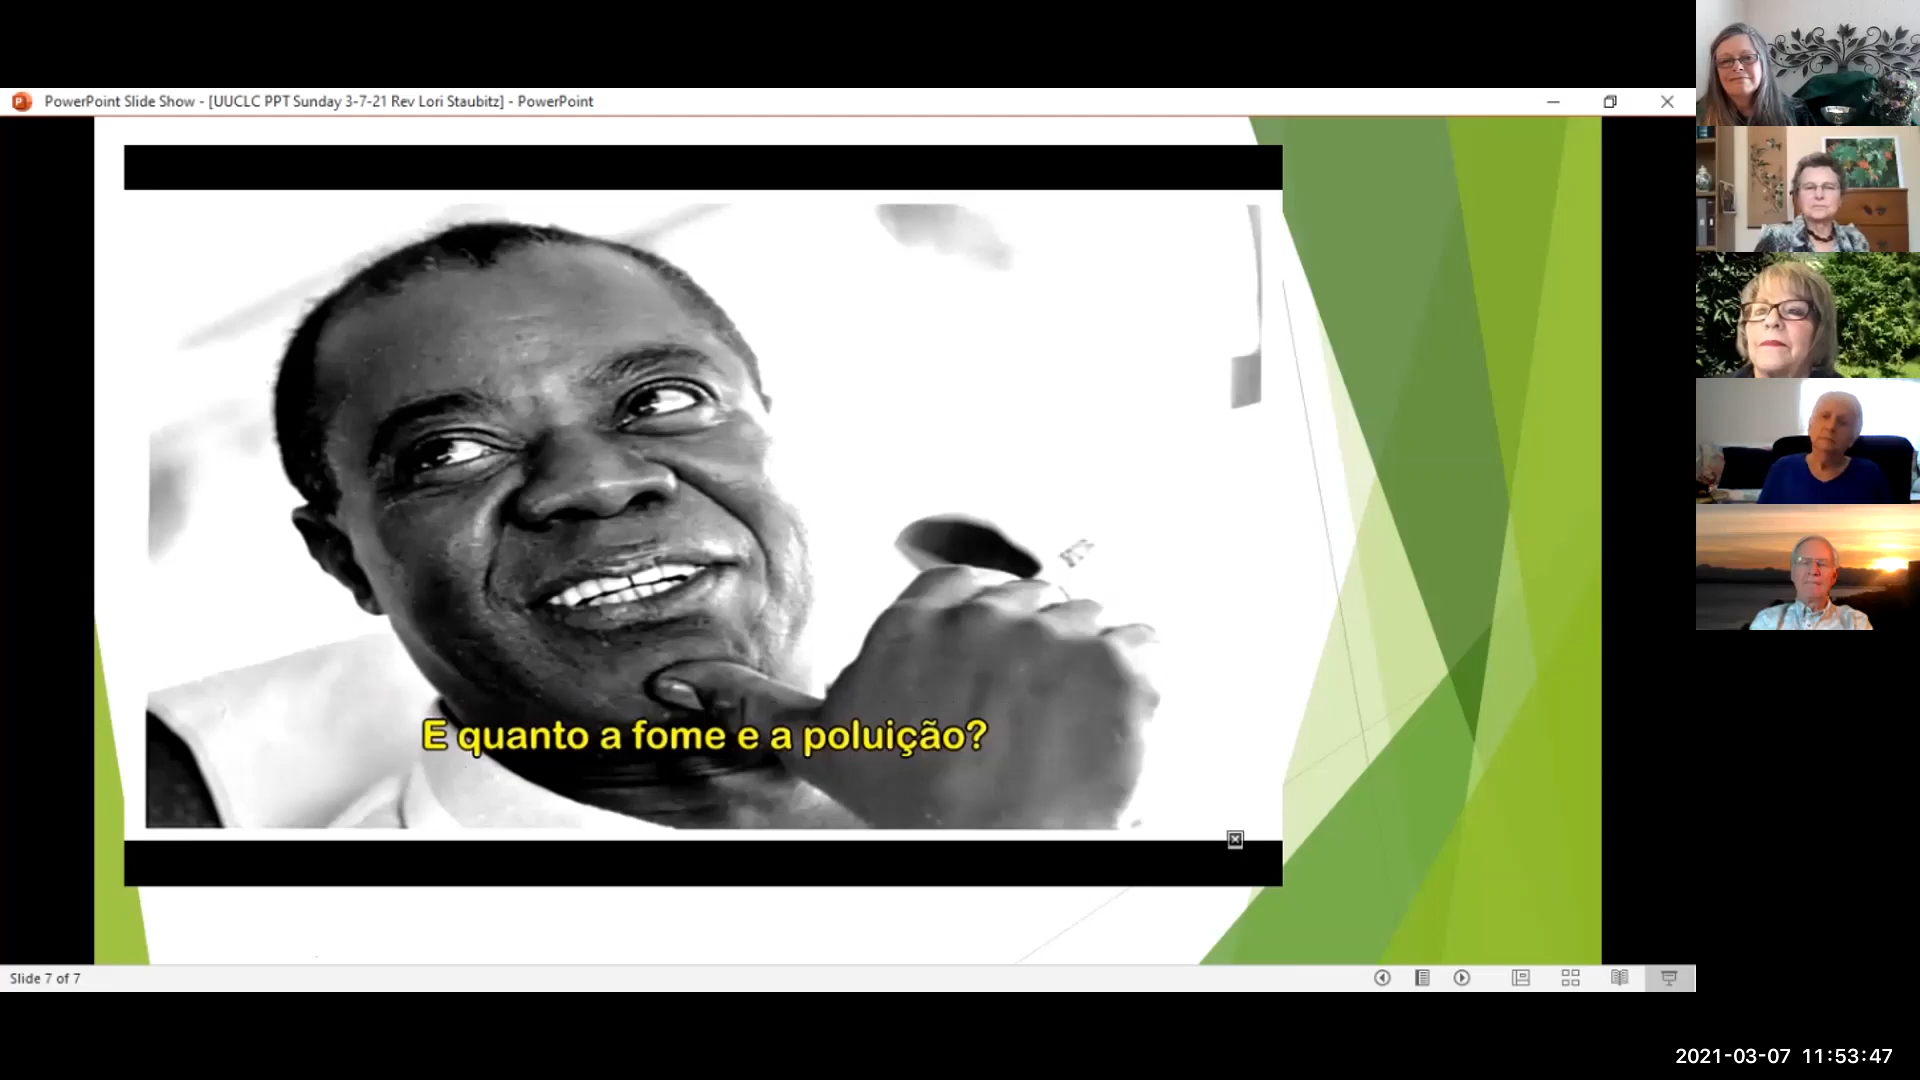 PowerPoint Slide Show - [UUCLC PPT Sunday 3-7-21 Rev Lori Staubitz] - PowerPoint
E quanto a fome e a poluição?
Slide 7 of 7
2021-03-07 11:53:47